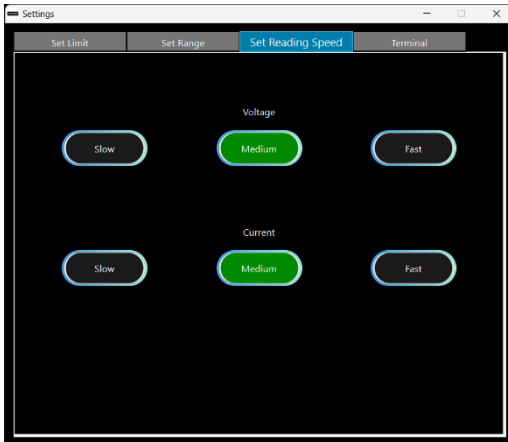 Settings
Set Limit Set Range Set Reading Speed Terminal
Voltage
Slow Medium Fast
Current
Slow Medium Fast